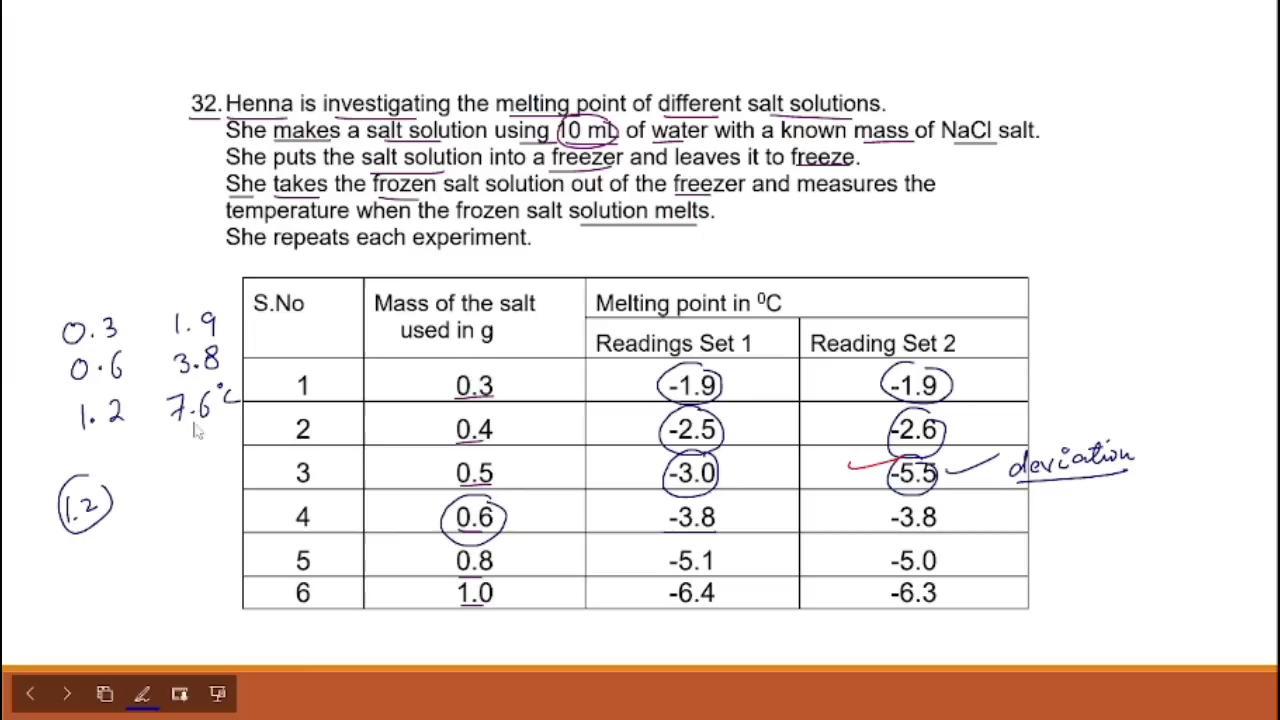 32. Henna is investigating the melting point of different salt solutions.
She makes a salt solution using 10 mL of water with a known mass of NaCl salt.
She puts the salt solution into a freezer and leaves it to freeze.
She takes the frozen salt solution out of the freezer and measures the
temperature when the frozen salt solution melts.
She repeats each experiment.
S.No Mass of the salt used in g Melting point in ⁰C
Readings Set 1 Reading Set 2
1 0.3 -1.9 -1.9
2 0.4 -2.5 -2.6
3 0.5 -3.0 -5.5 deviation
4 0.6 -3.8 -3.8
5 0.8 -5.1 -5.0
6 1.0 -6.4 -6.3
0.3 1.9
0.6 3.8
1.2 7.6°C
1.2